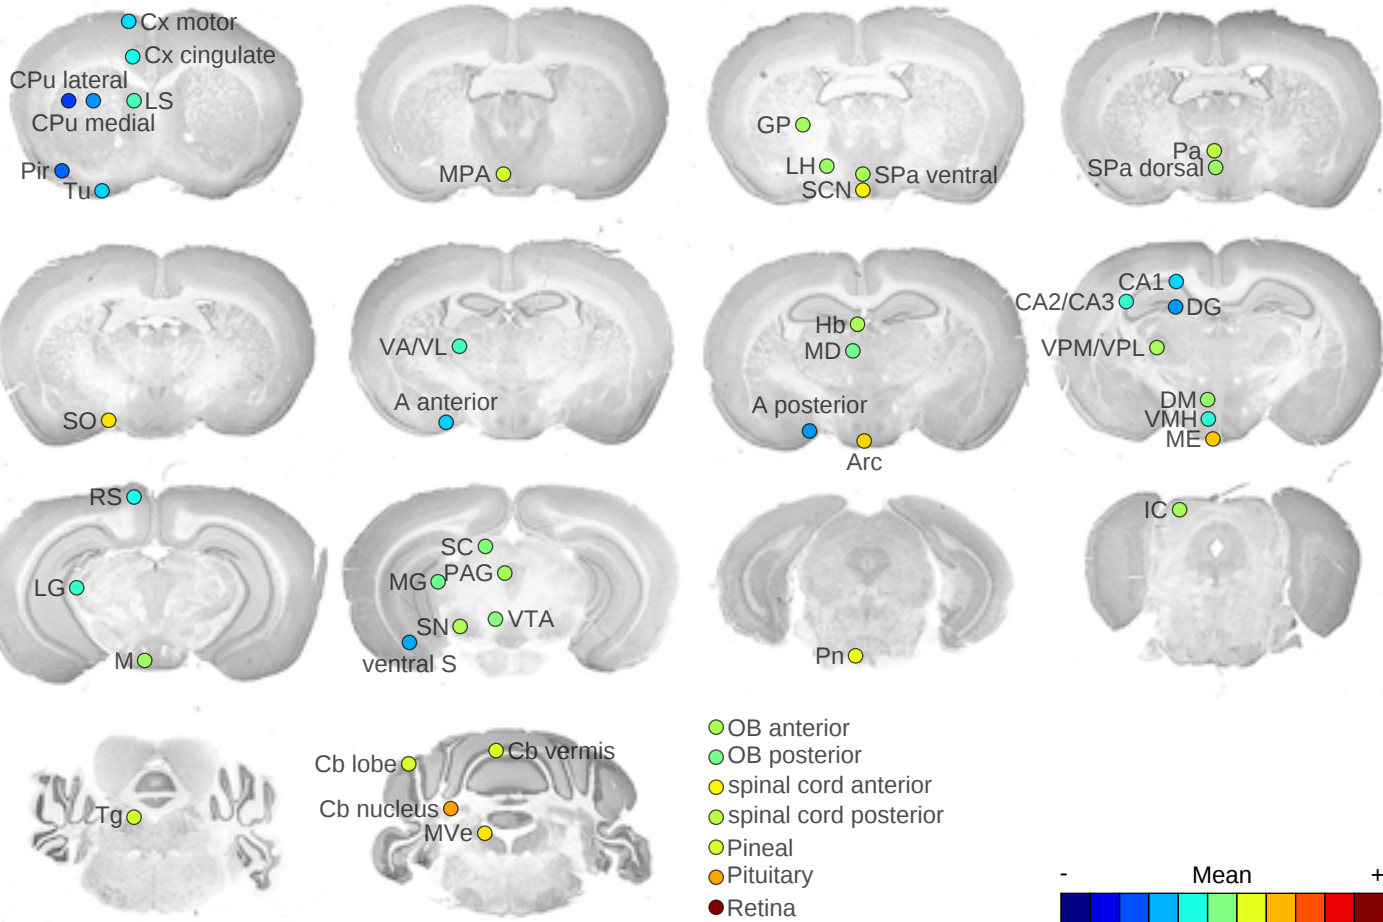 Cx motor
Cx cingulate
CPu lateral
LS
CPu medial
Pir
Tu
MPA
GP
LH
SPa ventral
SCN
Pa
SPa dorsal
SO
VA/VL
A anterior
Hb
MD
A posterior
Arc
CA1
CA2/CA3
DG
VPM/VPL
DM
VMH
ME
RS
LG
M
SC
MG
PAG
SN
VTA
ventral S
Pn
IC
Tg
Cb lobe
Cb vermis
Cb nucleus
MVe
OB anterior
OB posterior
spinal cord anterior
spinal cord posterior
Pineal
Pituitary
Retina
- Mean +